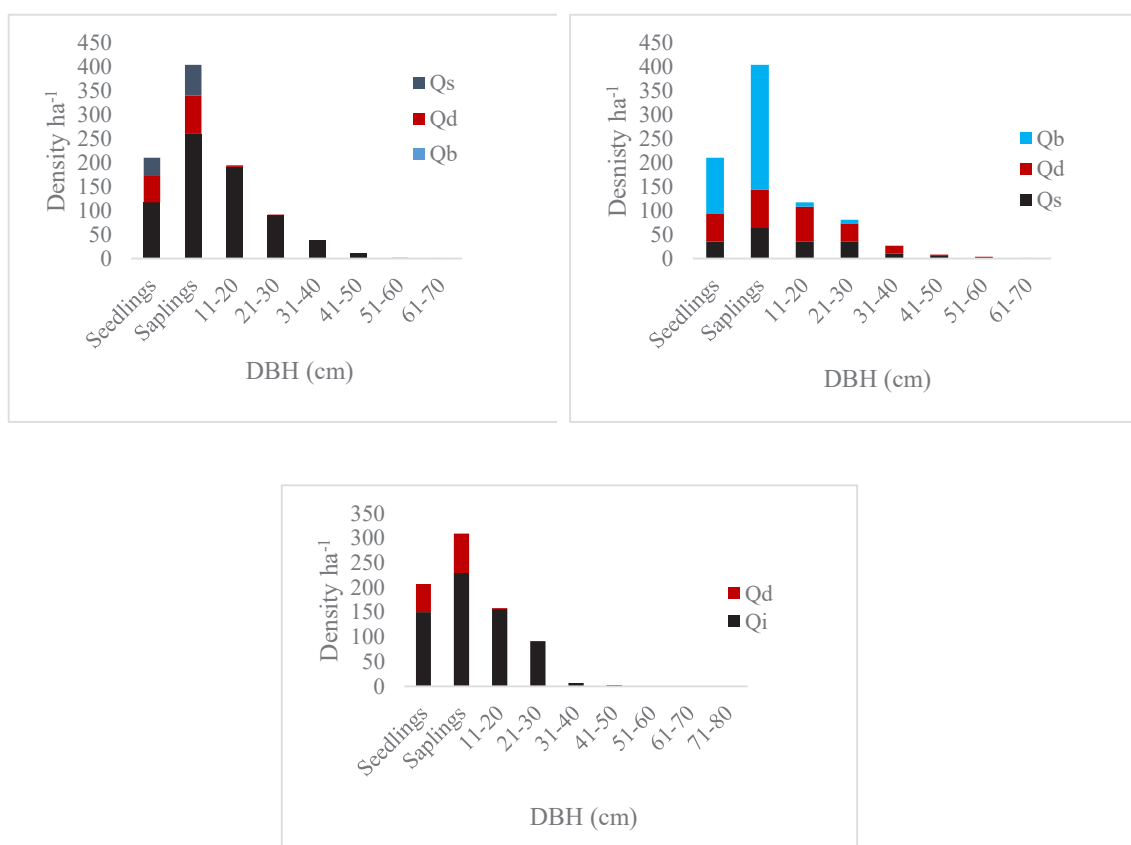 450
400
350
300
250
200
150
100
50
0
Density ha-1
Seedlings
Saplings
11-20
21-30
31-40
41-50
51-60
61-70
DBH (cm)
Qs
Qd
Qb
450
400
350
300
250
200
150
100
50
0
Desnisty ha-1
Seedlings
Saplings
11-20
21-30
31-40
41-50
51-60
61-70
DBH (cm)
Qb
Qd
Qs
350
300
250
200
150
100
50
0
Density ha-1
Seedlings
Saplings
11-20
21-30
31-40
41-50
51-60
61-70
71-80
DBH (cm)
Qd
Qi